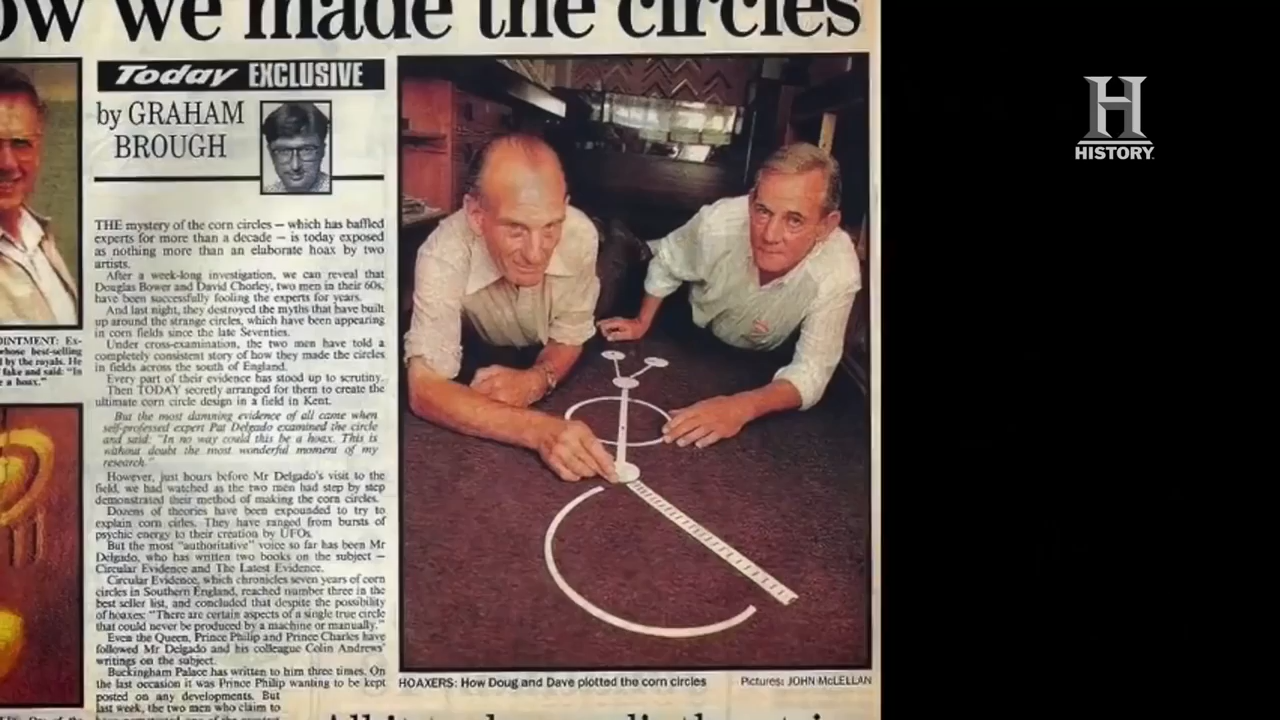 ow we made the circles
Today EXCLUSIVE
by GRAHAM
BROUGH
THE mystery of the corn circles — which has baffled
experts for more than a decade — is today exposed
as nothing more than an elaborate hoax by two
artists.
After a week-long investigation, we can reveal that
Douglas Bower and David Chorley, two men in their 60s,
have been successfully fooling the experts for years.
And last night, they destroyed the myths that have built
up around the strange circles, which have been appearing
in corn fields since the late Seventies.
Under cross-examination, the two men have told a
completely consistent story of how they made the circles
in fields across the south of England.
Every part of their evidence has stood up to scrutiny.
Then TODAY secretly arranged for them to create the
ultimate corn circle design in a field in Kent.
But the most damning evidence of all came when
self-professed expert Pat Delgado examined the circle
and said: "In no way could this be a hoax. This is
without doubt the most wonderful moment of my
research."
However, just hours before Mr Delgado's visit to the
field, we had watched as the two men had step by step
demonstrated their method of making the corn circles.
Dozens of theories have been expounded to try to
explain corn cirles. They have ranged from bursts of
psychic energy to their creation by UFOs.
But the most "authoritative" voice so far has been Mr
Delgado, who has written two books on the subject —
Circular Evidence and The Latest Evidence.
Circular Evidence, which chronicles seven years of corn
circles in Southern England, reached number three in the
best seller list, and concluded that despite the possibility
of hoaxes: "There are certain aspects of a single true circle
that could never be produced by a machine or manually."
Even the Queen, Prince Philip and Prince Charles have
followed Mr Delgado and his colleague Colin Andrews'
writings on the subject.
Buckingham Palace has written to him three times. On
the last occasion it was Prince Philip wanting to be kept
posted on any developments. But
last week, the two men who claim to
OINTMENT: Ex-
whose best-selling
l by the royals. He
fake and said: "In
e a hoax."
HOAXERS: How Doug and Dave plotted the corn circles
Pictures: JOHN McLELLAN
H
HISTORY